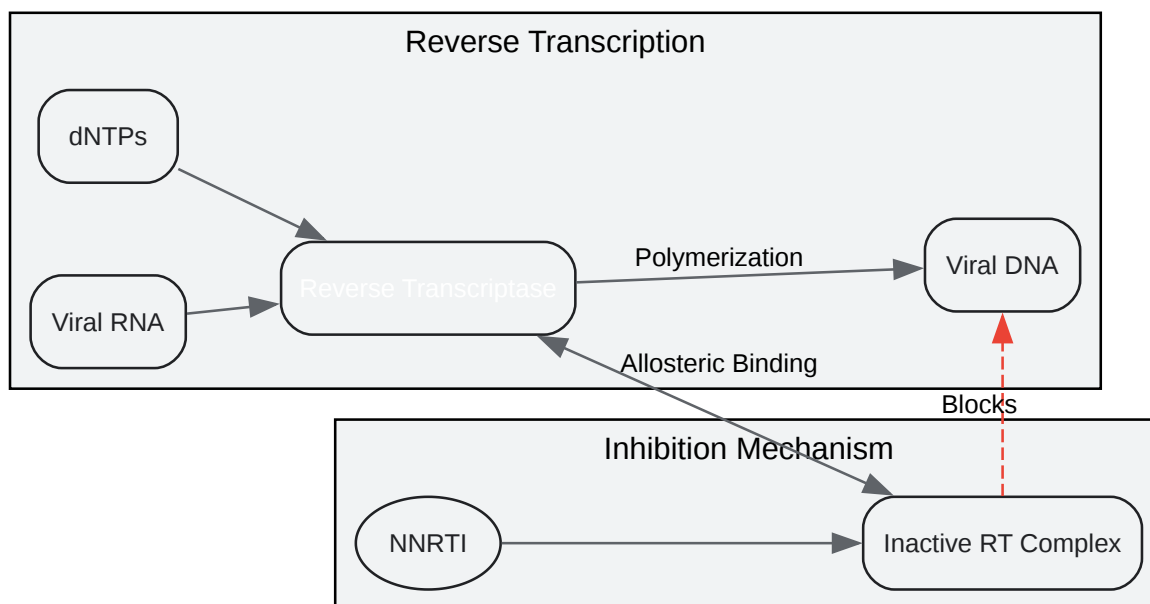 Reverse Transcription
dNTPs
Viral RNA
Reverse Transcriptase
Polymerization
Viral DNA
Allosteric Binding
Blocks
Inhibition Mechanism
NNRTI
Inactive RT Complex